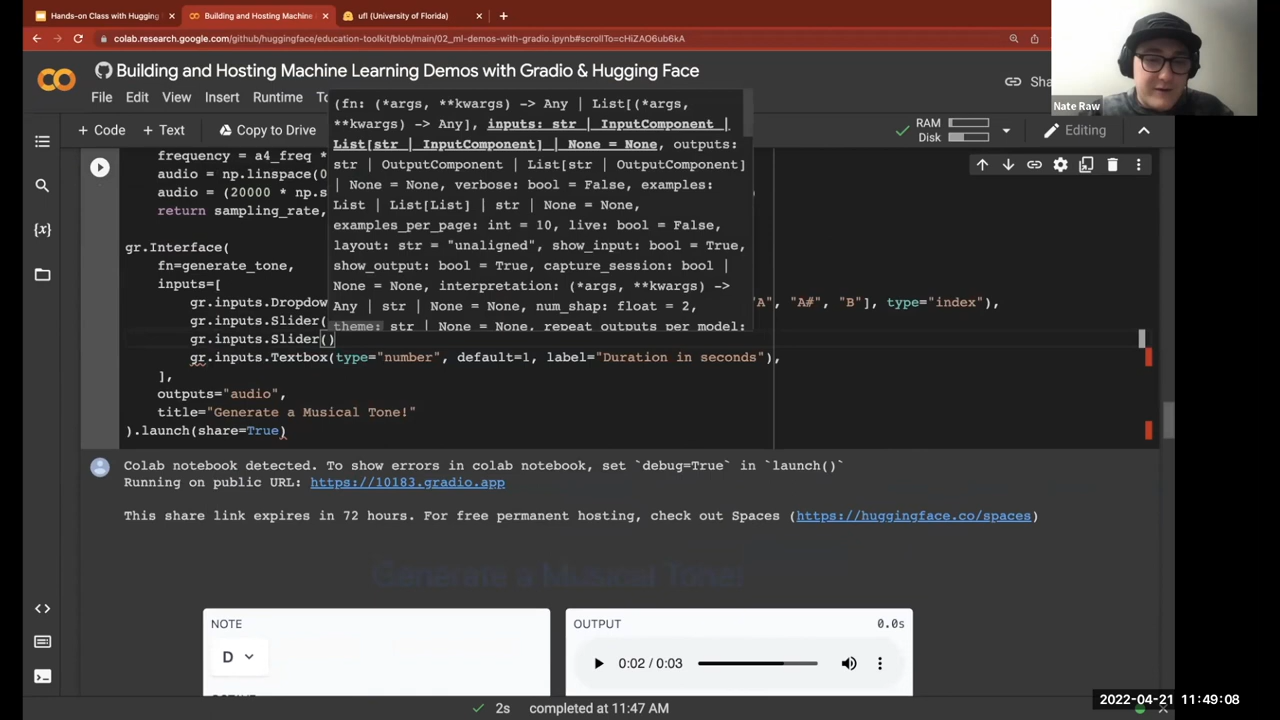 Hands-on Class with Hugging
Building and Hosting Machine
ufl (University of Florida)
colab.research.google.com/github/huggingface/education-toolkit/blob/main/02_ml-demos-with-gradio.ipynb#scrollTo=cHiZAO6ub6kA
Building and Hosting Machine Learning Demos with Gradio & Hugging Face
Nate Raw
File Edit View Insert Runtime
+ Code + Text Copy to Drive
RAM
Disk
Editing
(fn: (*args, **kwargs) -> Any | List[(*args,
**kwargs) -> Any], inputs: str | InputComponent |
List[str | InputComponent] | None = None, outputs:
str | OutputComponent | List[str | OutputComponent]
| None = None, verbose: bool = False, examples:
List | List[List] | str | None = None,
examples_per_page: int = 10, live: bool = False,
layout: str = "unaligned", show_input: bool = True,
show_output: bool = True, capture_session: bool |
None = None, interpretation: (*args, **kwargs) ->
Any | str | None = None, num_shap: float = 2,
theme: str | None = None, repeat_outputs_per_model:
frequency = a4_freq *
audio = np.linspace(0
audio = (20000 * np.s
return sampling_rate,
gr.Interface(
fn=generate_tone,
inputs=[
gr.inputs.Dropdow "A", "A#", "B"], type="index"),
gr.inputs.Slider(
gr.inputs.Slider()
gr.inputs.Textbox(type="number", default=1, label="Duration in seconds"),
],
outputs="audio",
title="Generate a Musical Tone!"
).launch(share=True)
Colab notebook detected. To show errors in colab notebook, set `debug=True` in `launch()`
Running on public URL: https://10183.gradio.app
This share link expires in 72 hours. For free permanent hosting, check out Spaces (https://huggingface.co/spaces)
Generate a Musical Tone!
NOTE
D
OUTPUT 0.0s
0:02 / 0:03
2s completed at 11:47 AM
2022-04-21 11:49:08